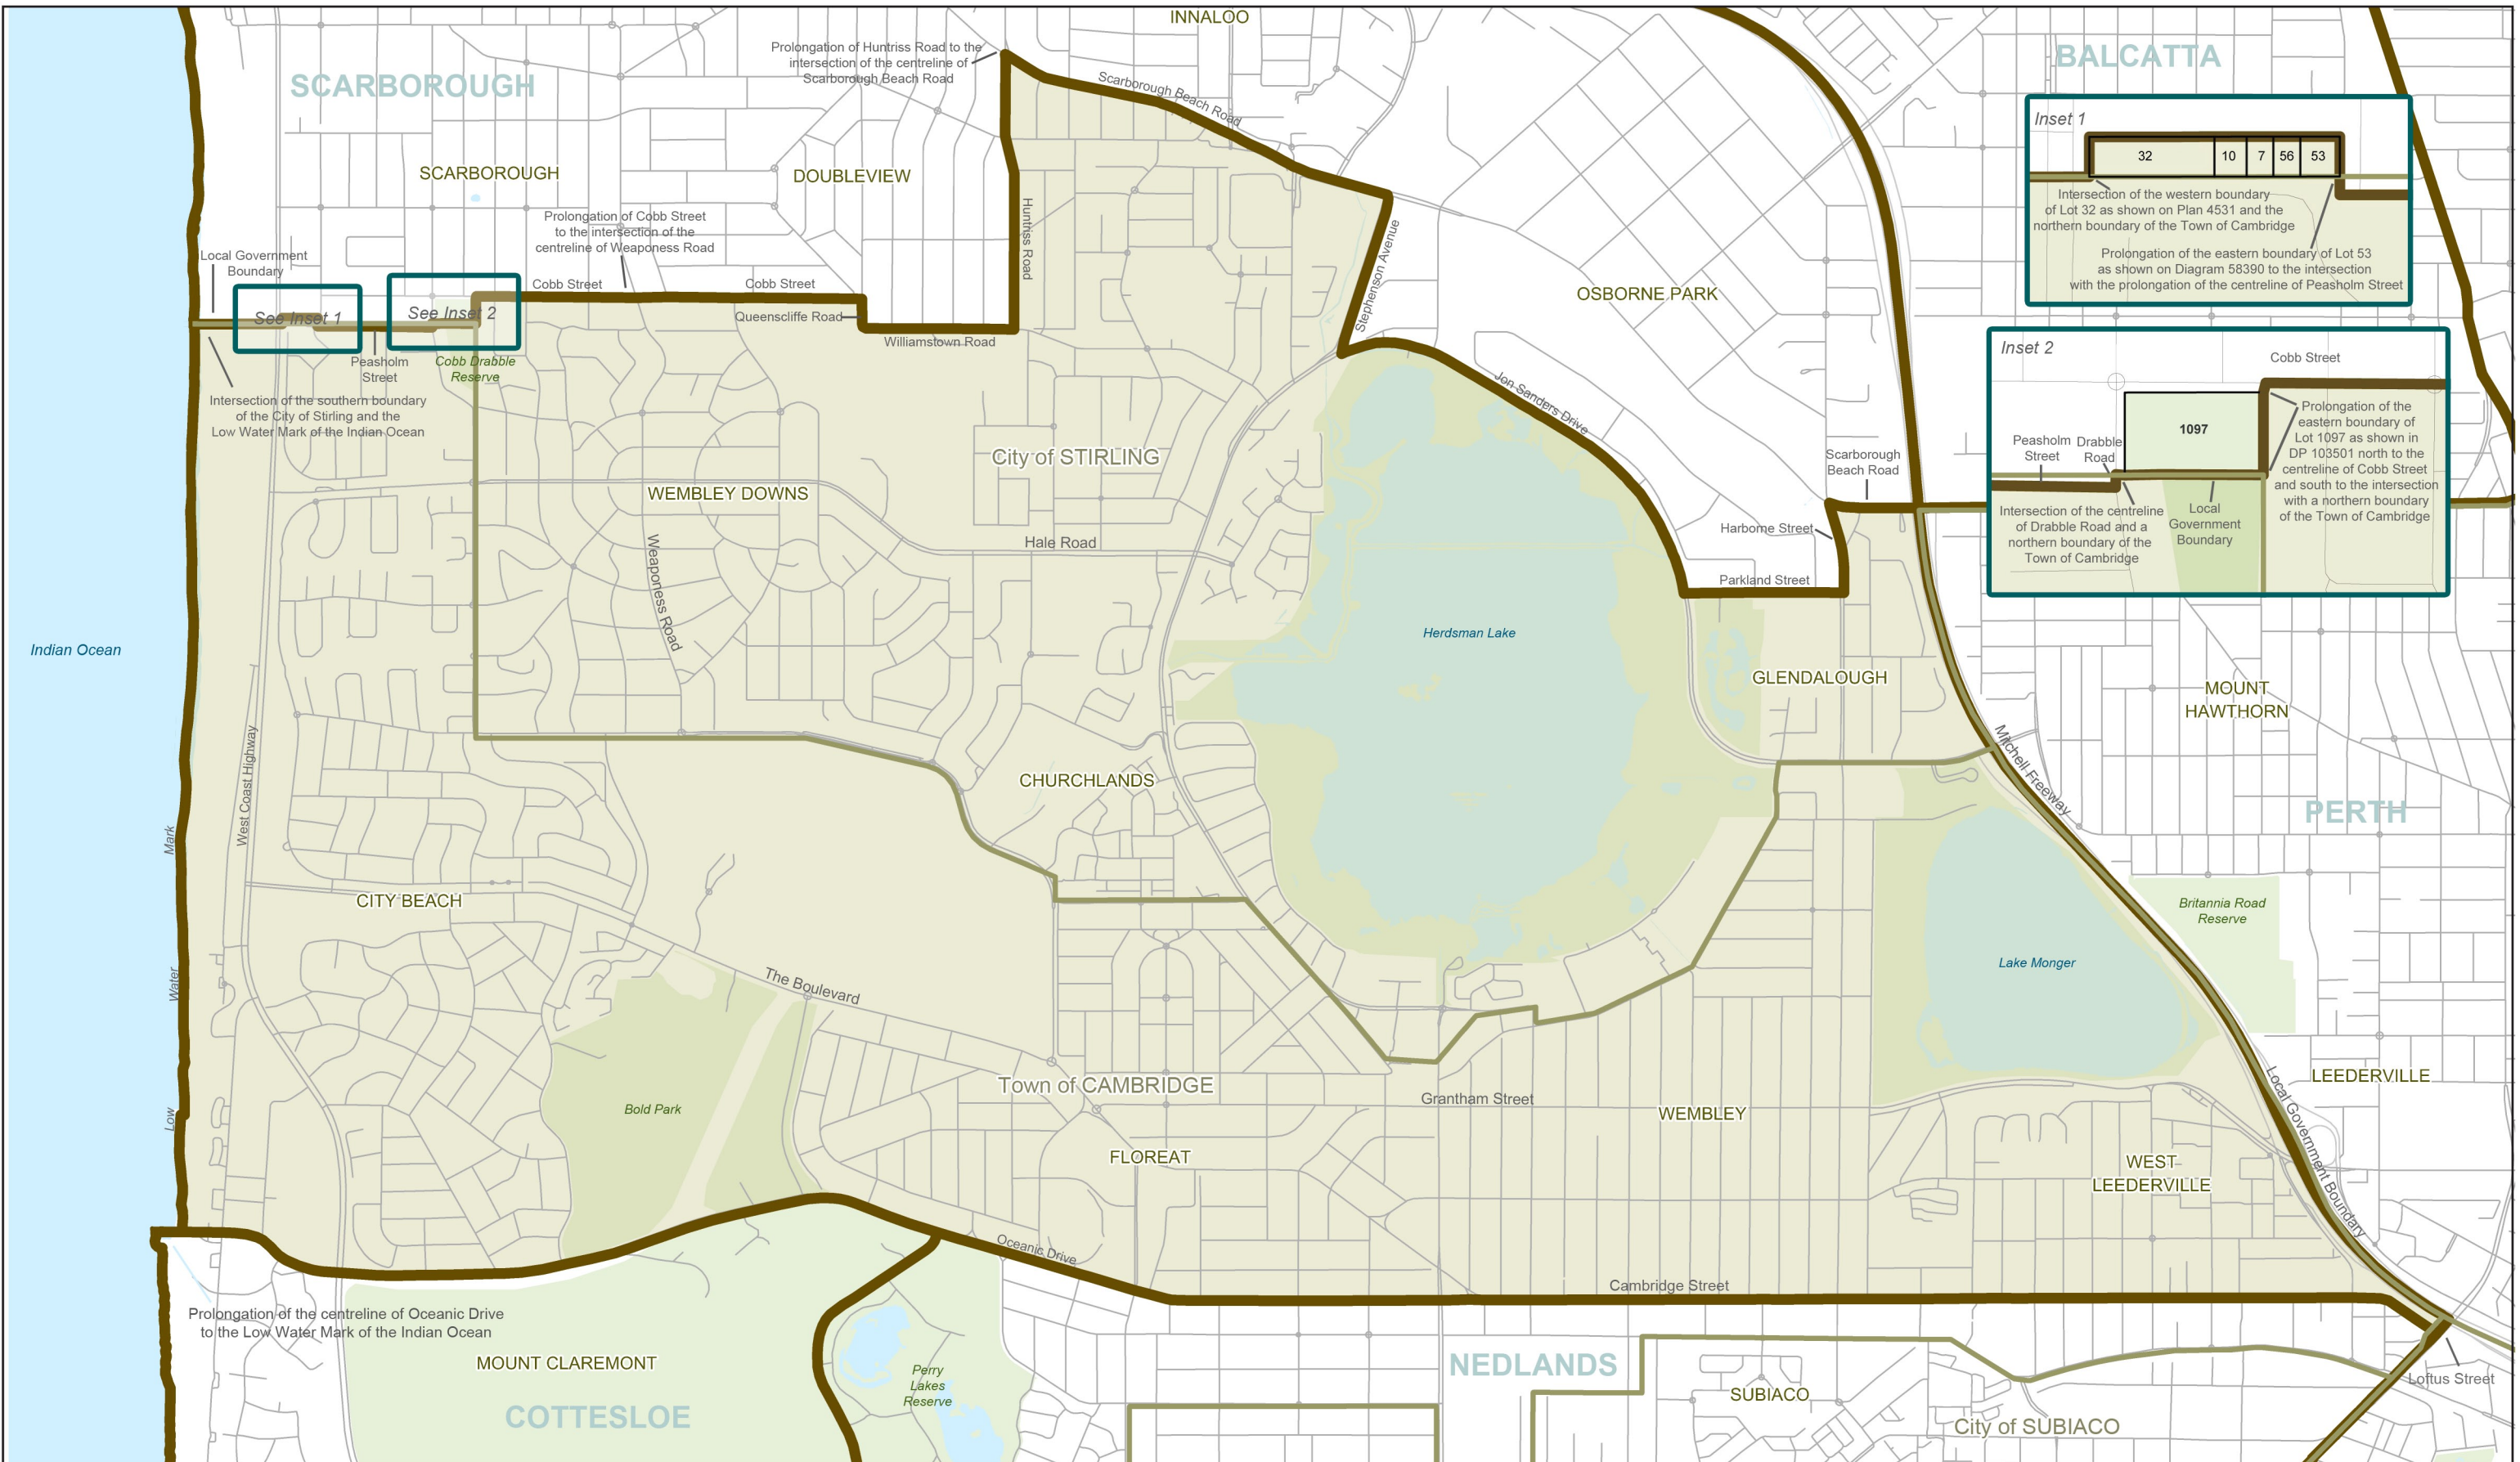 INNALOO
SCARBOROUGH
Prolongation of Huntriss Road to the
intersection of the centreline of
Scarborough Beach Road
Scarborough Beach Road
BALCATTA
SCARBOROUGH
DOUBLEVIEW
Prolongation of Cobb Street
to the intersection of the
centreline of Weaponess Road
Huntriss Road
Stephenson Avenue
OSBORNE PARK
Local Government
Boundary
Cobb Street
Cobb Street
See Inset 1
See Inset 2
Queenscliffe Road
Williamstown Road
Peasholm
Street
Cobb Drabble
Reserve
Intersection of the southern boundary
of the City of Stirling and the
Low Water Mark of the Indian Ocean
Jon Sanders Drive
Inset 1
32
10
7
56
53
Intersection of the western boundary
of Lot 32 as shown on Plan 4531 and the
northern boundary of the Town of Cambridge
Prolongation of the eastern boundary of Lot 53
as shown on Diagram 58390 to the intersection
with the prolongation of the centreline of Peasholm Street
Inset 2
Cobb Street
1097
Peasholm
Street
Drabble
Road
Prolongation of the
eastern boundary of
Lot 1097 as shown in
DP 103501 north to the
centreline of Cobb Street
and south to the intersection
with a northern boundary
of the Town of Cambridge
Intersection of the centreline
of Drabble Road and a
northern boundary of the
Town of Cambridge
Local
Government
Boundary
City of STIRLING
WEMBLEY DOWNS
Scarborough
Beach Road
Harborne Street
Hale Road
Weaponess Road
Parkland Street
Indian Ocean
Herdsman Lake
GLENDALOUGH
MOUNT
HAWTHORN
West Coast Highway
Mitchell Freeway
CHURCHLANDS
PERTH
Low Water Mark
CITY BEACH
Britannia Road
Reserve
The Boulevard
Lake Monger
Town of CAMBRIDGE
Bold Park
Grantham Street
WEMBLEY
LEEDERVILLE
Local Government Boundary
FLOREAT
WEST
LEEDERVILLE
Oceanic Drive
Cambridge Street
Prolongation of the centreline of Oceanic Drive
to the Low Water Mark of the Indian Ocean
MOUNT CLAREMONT
Perry
Lakes
Reserve
NEDLANDS
SUBIACO
Loftus Street
COTTESLOE
City of SUBIACO